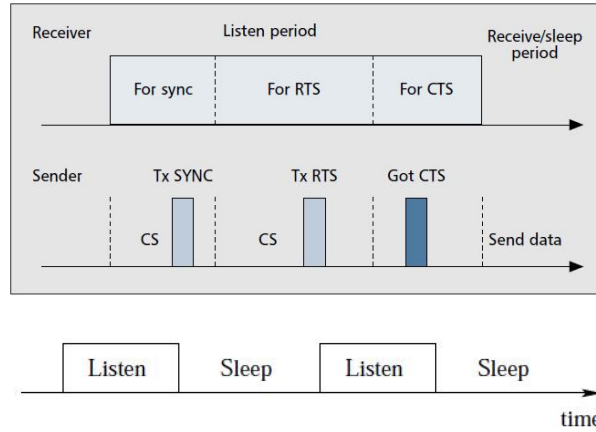 Receiver Listen period Receive/sleep
period
For sync For RTS For CTS
Sender Tx SYNC Tx RTS Got CTS
CS CS Send data
Listen Sleep Listen Sleep
time